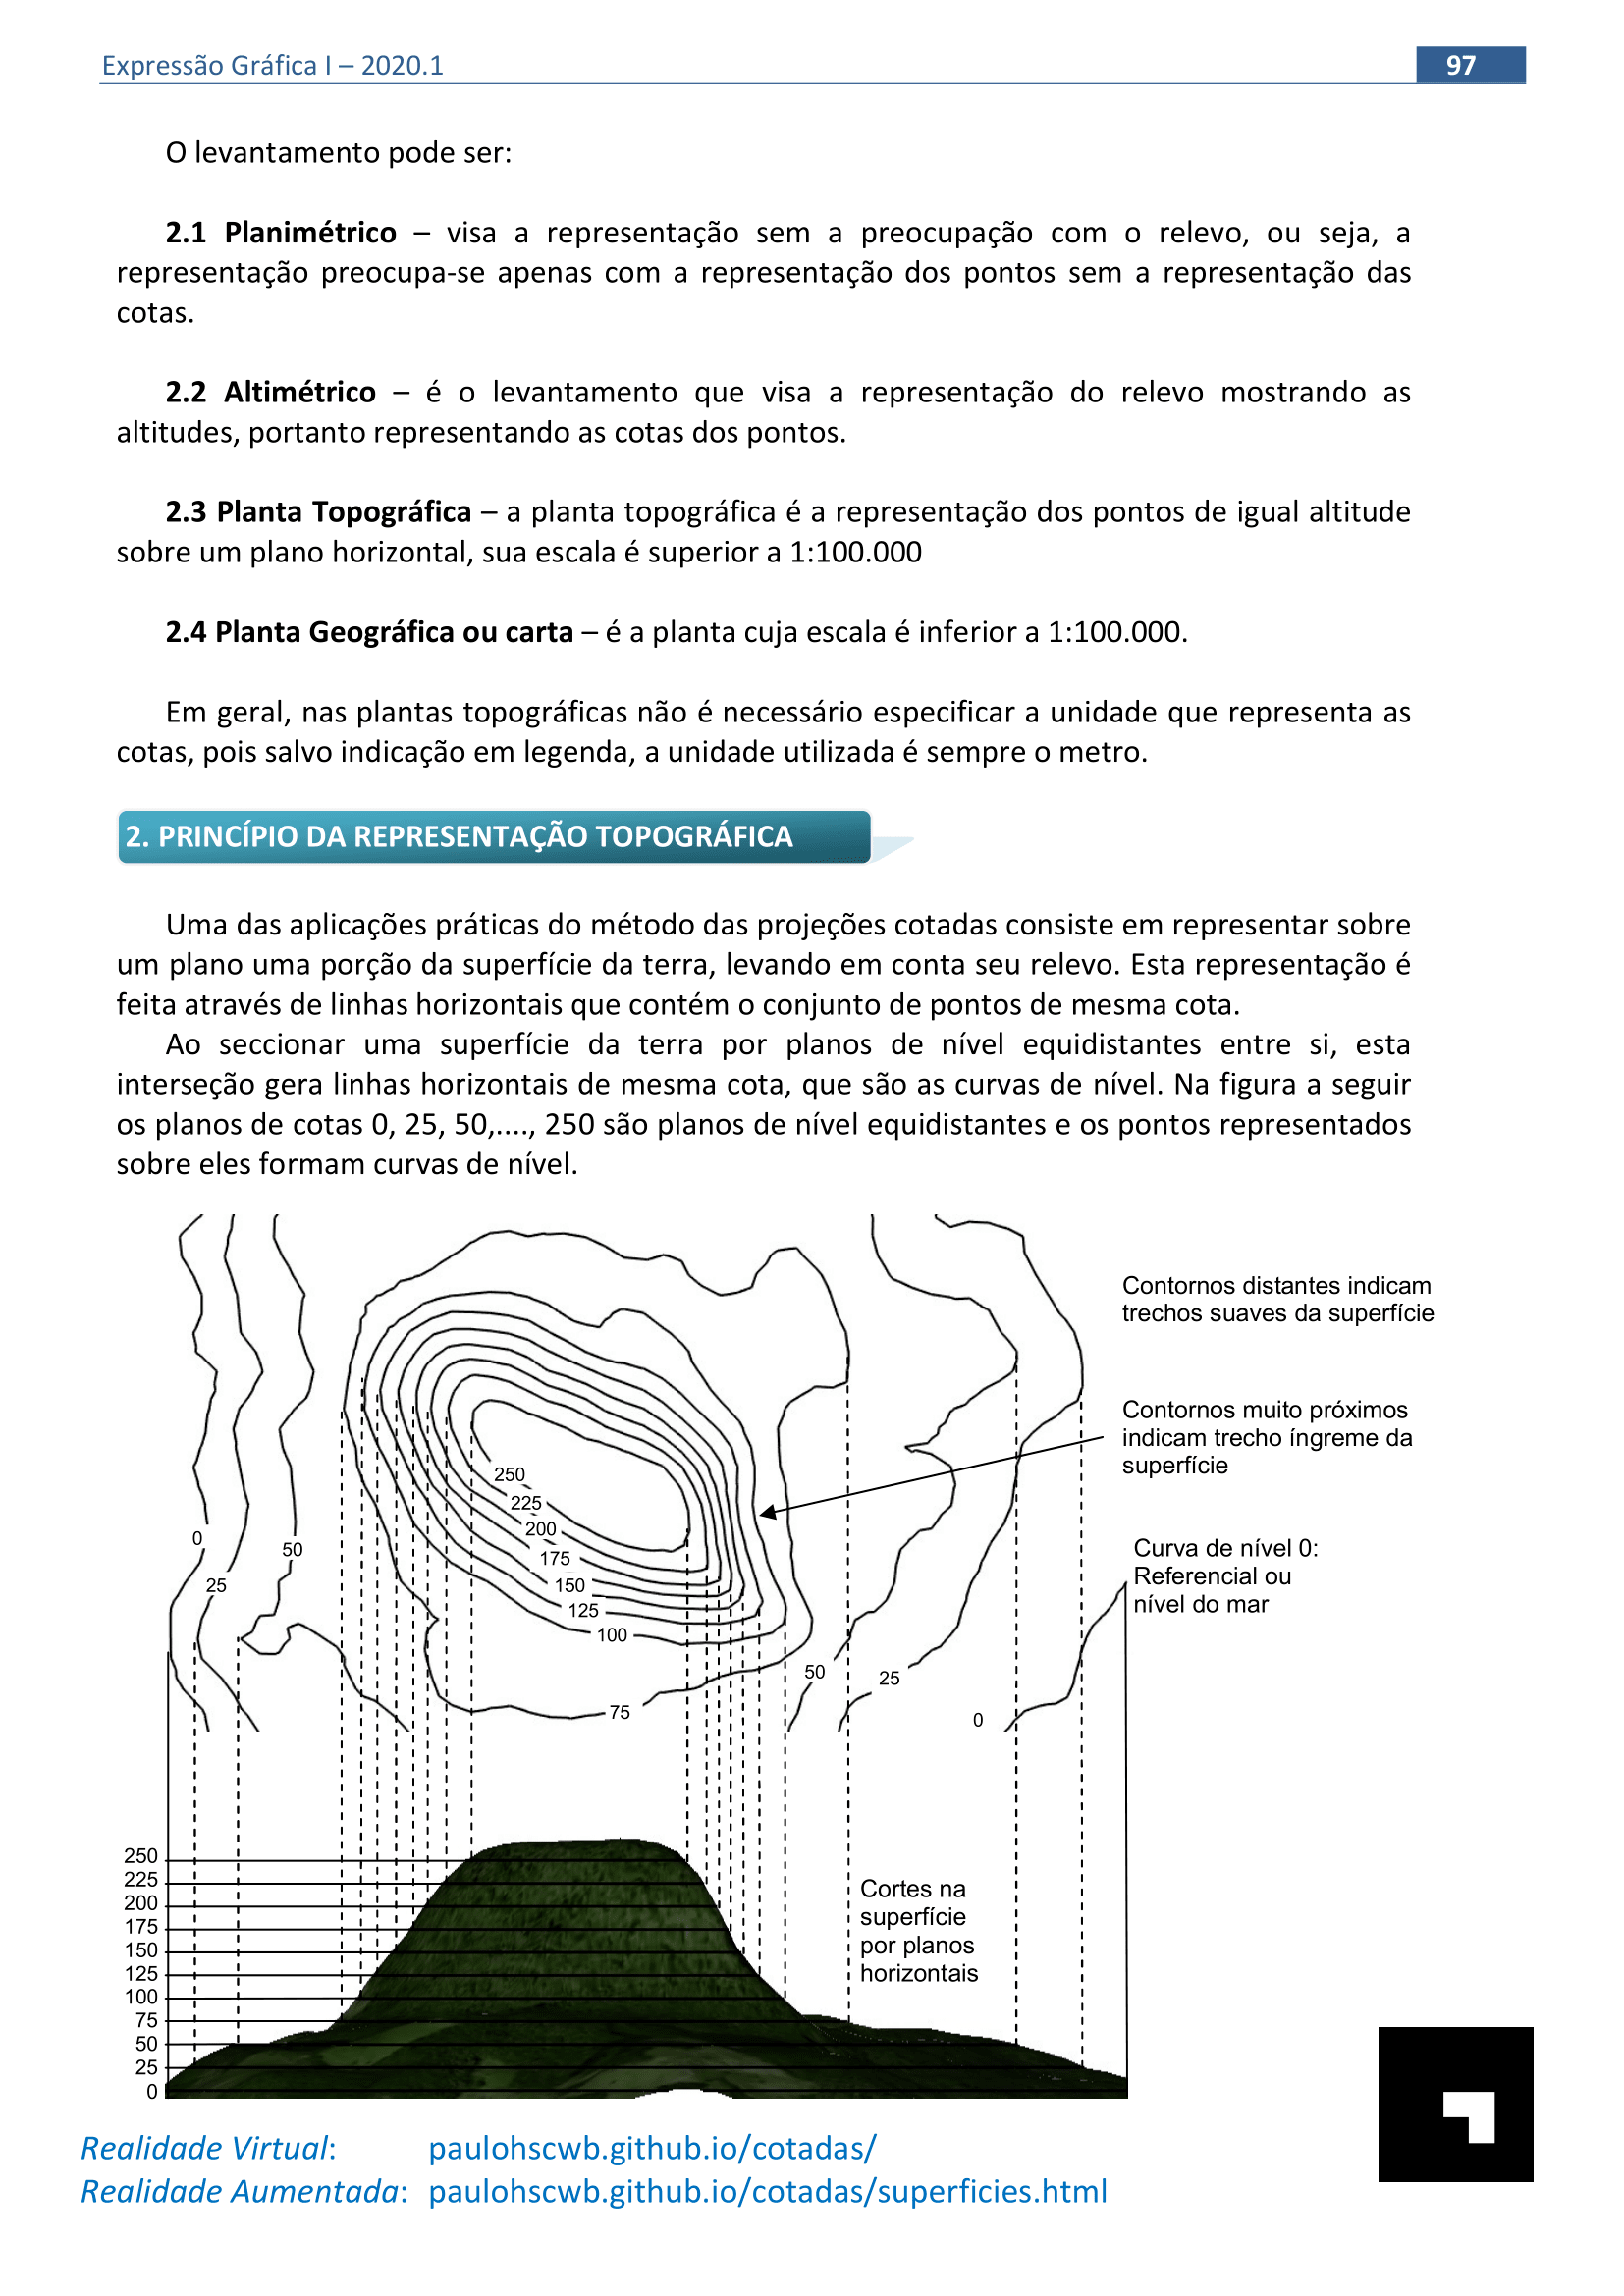 Expressão Gráfica I – 2020.1
97
O levantamento pode ser:
2.1 Planimétrico – visa a representação sem a preocupação com o relevo, ou seja, a
representação preocupa-se apenas com a representação dos pontos sem a representação das
cotas.
2.2 Altimétrico – é o levantamento que visa a representação do relevo mostrando as
altitudes, portanto representando as cotas dos pontos.
2.3 Planta Topográfica – a planta topográfica é a representação dos pontos de igual altitude
sobre um plano horizontal, sua escala é superior a 1:100.000
2.4 Planta Geográfica ou carta – é a planta cuja escala é inferior a 1:100.000.
Em geral, nas plantas topográficas não é necessário especificar a unidade que representa as
cotas, pois salvo indicação em legenda, a unidade utilizada é sempre o metro.
2. PRINCÍPIO DA REPRESENTAÇÃO TOPOGRÁFICA
Uma das aplicações práticas do método das projeções cotadas consiste em representar sobre
um plano uma porção da superfície da terra, levando em conta seu relevo. Esta representação é
feita através de linhas horizontais que contém o conjunto de pontos de mesma cota.
Ao seccionar uma superfície da terra por planos de nível equidistantes entre si, esta
interseção gera linhas horizontais de mesma cota, que são as curvas de nível. Na figura a seguir
os planos de cotas 0, 25, 50,...., 250 são planos de nível equidistantes e os pontos representados
sobre eles formam curvas de nível.
Contornos distantes indicam
trechos suaves da superfície
Contornos muito próximos
indicam trecho íngreme da
superfície
Curva de nível 0:
Referencial ou
nível do mar
0
25
50
250
225
200
175
150
125
100
75
50
25
0
250
225
200
175
150
125
100
75
50
25
0
Cortes na
superfície
por planos
horizontais
Realidade Virtual: paulohscwb.github.io/cotadas/
Realidade Aumentada: paulohscwb.github.io/cotadas/superficies.html